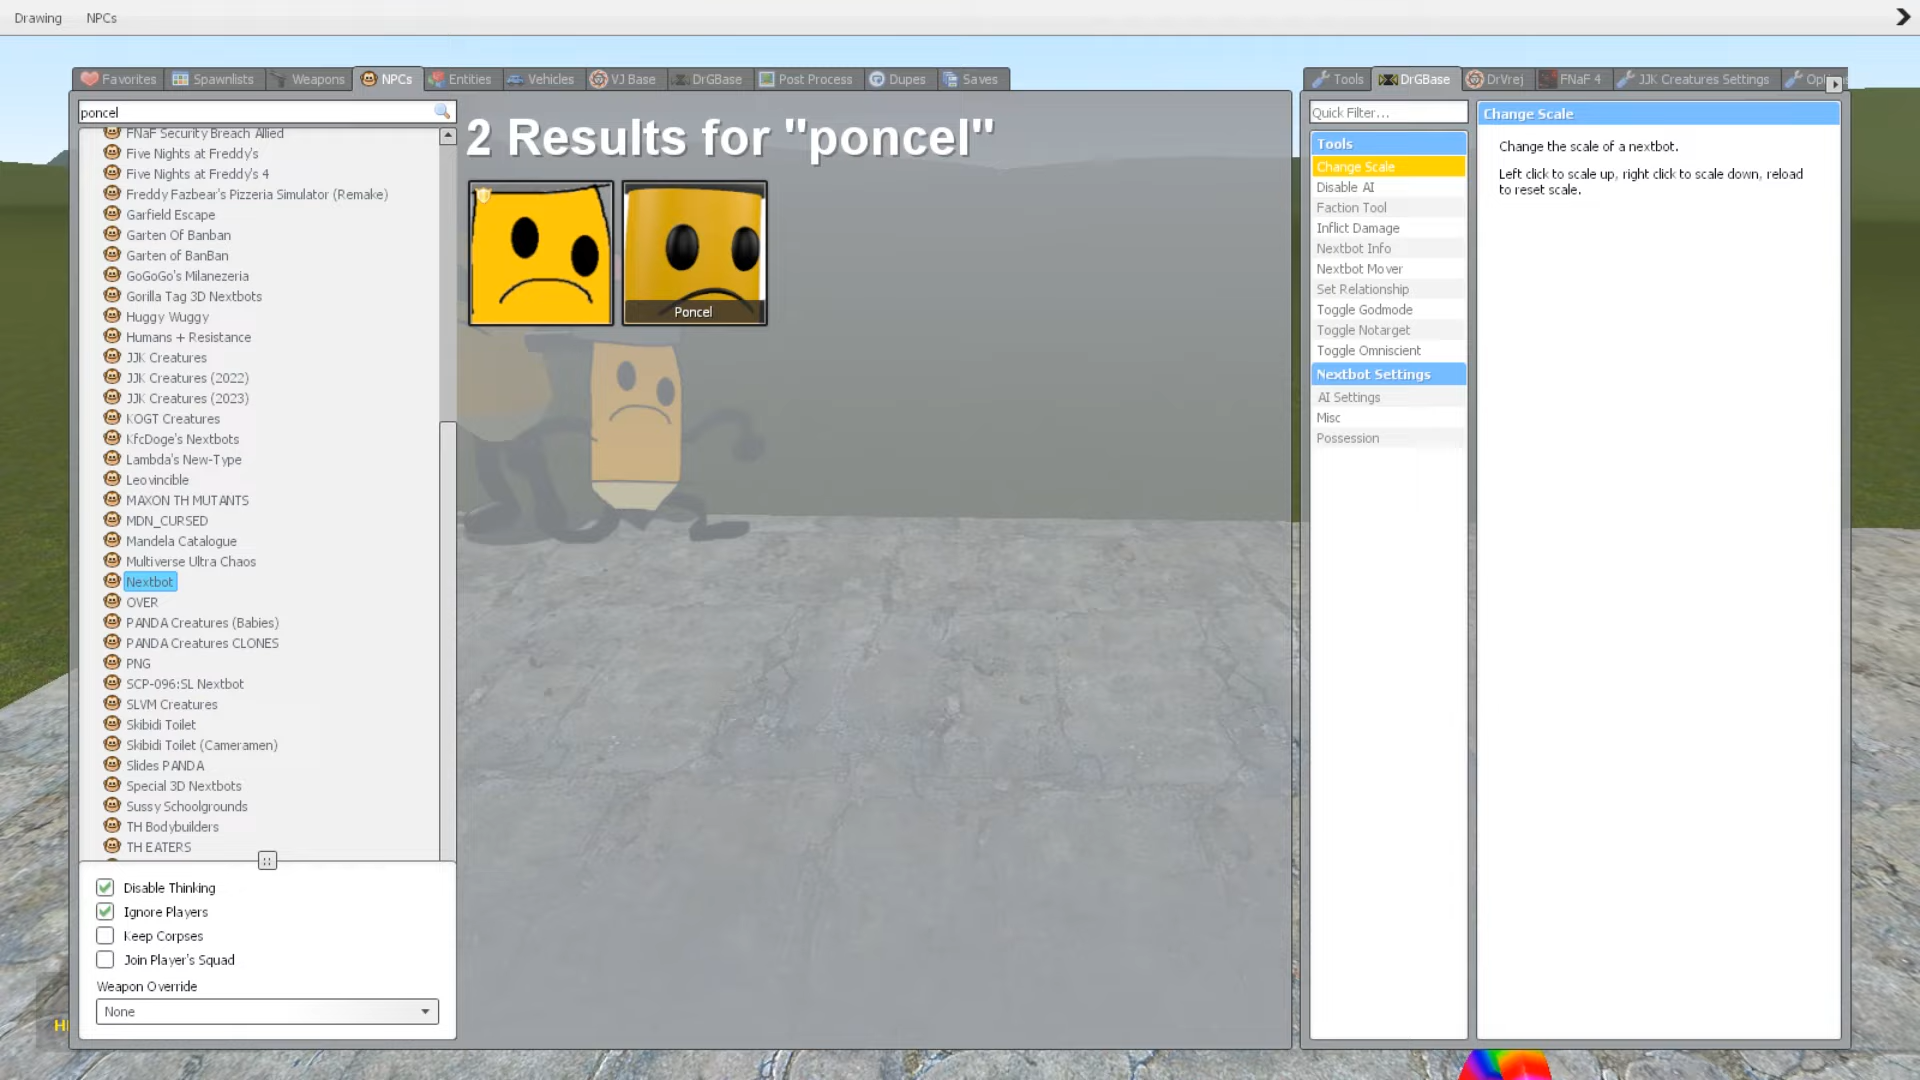 Drawing NPCs
Favorites Spawnlists Weapons NPCs Entities Vehicles VJ Base DrGBase Post Process Dupes Saves
poncel
FNaF Security Breach Allied
Five Nights at Freddy's
Five Nights at Freddy's 4
Freddy Fazbear's Pizzeria Simulator (Remake)
Garfield Escape
Garten Of Banban
Garten of BanBan
GoGoGo's Milanezeria
Gorilla Tag 3D Nextbots
Huggy Wuggy
Humans + Resistance
JJK Creatures
JJK Creatures (2022)
JJK Creatures (2023)
KOGT Creatures
KfcDoge's Nextbots
Lambda's New-Type
Leovincible
MAXON TH MUTANTS
MDN_CURSED
Mandela Catalogue
Multiverse Ultra Chaos
Nextbot
OVER
PANDA Creatures (Babies)
PANDA Creatures CLONES
PNG
SCP-096:SL Nextbot
SLVM Creatures
Skibidi Toilet
Skibidi Toilet (Cameramen)
Slides PANDA
Special 3D Nextbots
Sussy Schoolgrounds
TH Bodybuilders
TH EATERS
Disable Thinking
Ignore Players
Keep Corpses
Join Player's Squad
Weapon Override
None
2 Results for "poncel"
Poncel
Tools DrGBase DrVrej FNaF 4 JJK Creatures Settings
Quick Filter...
Tools
Change Scale
Disable AI
Faction Tool
Inflict Damage
Nextbot Info
Nextbot Mover
Set Relationship
Toggle Godmode
Toggle Notarget
Toggle Omniscient
Nextbot Settings
AI Settings
Misc
Possession
Change Scale
Change the scale of a nextbot.
Left click to scale up, right click to scale down, reload
to reset scale.